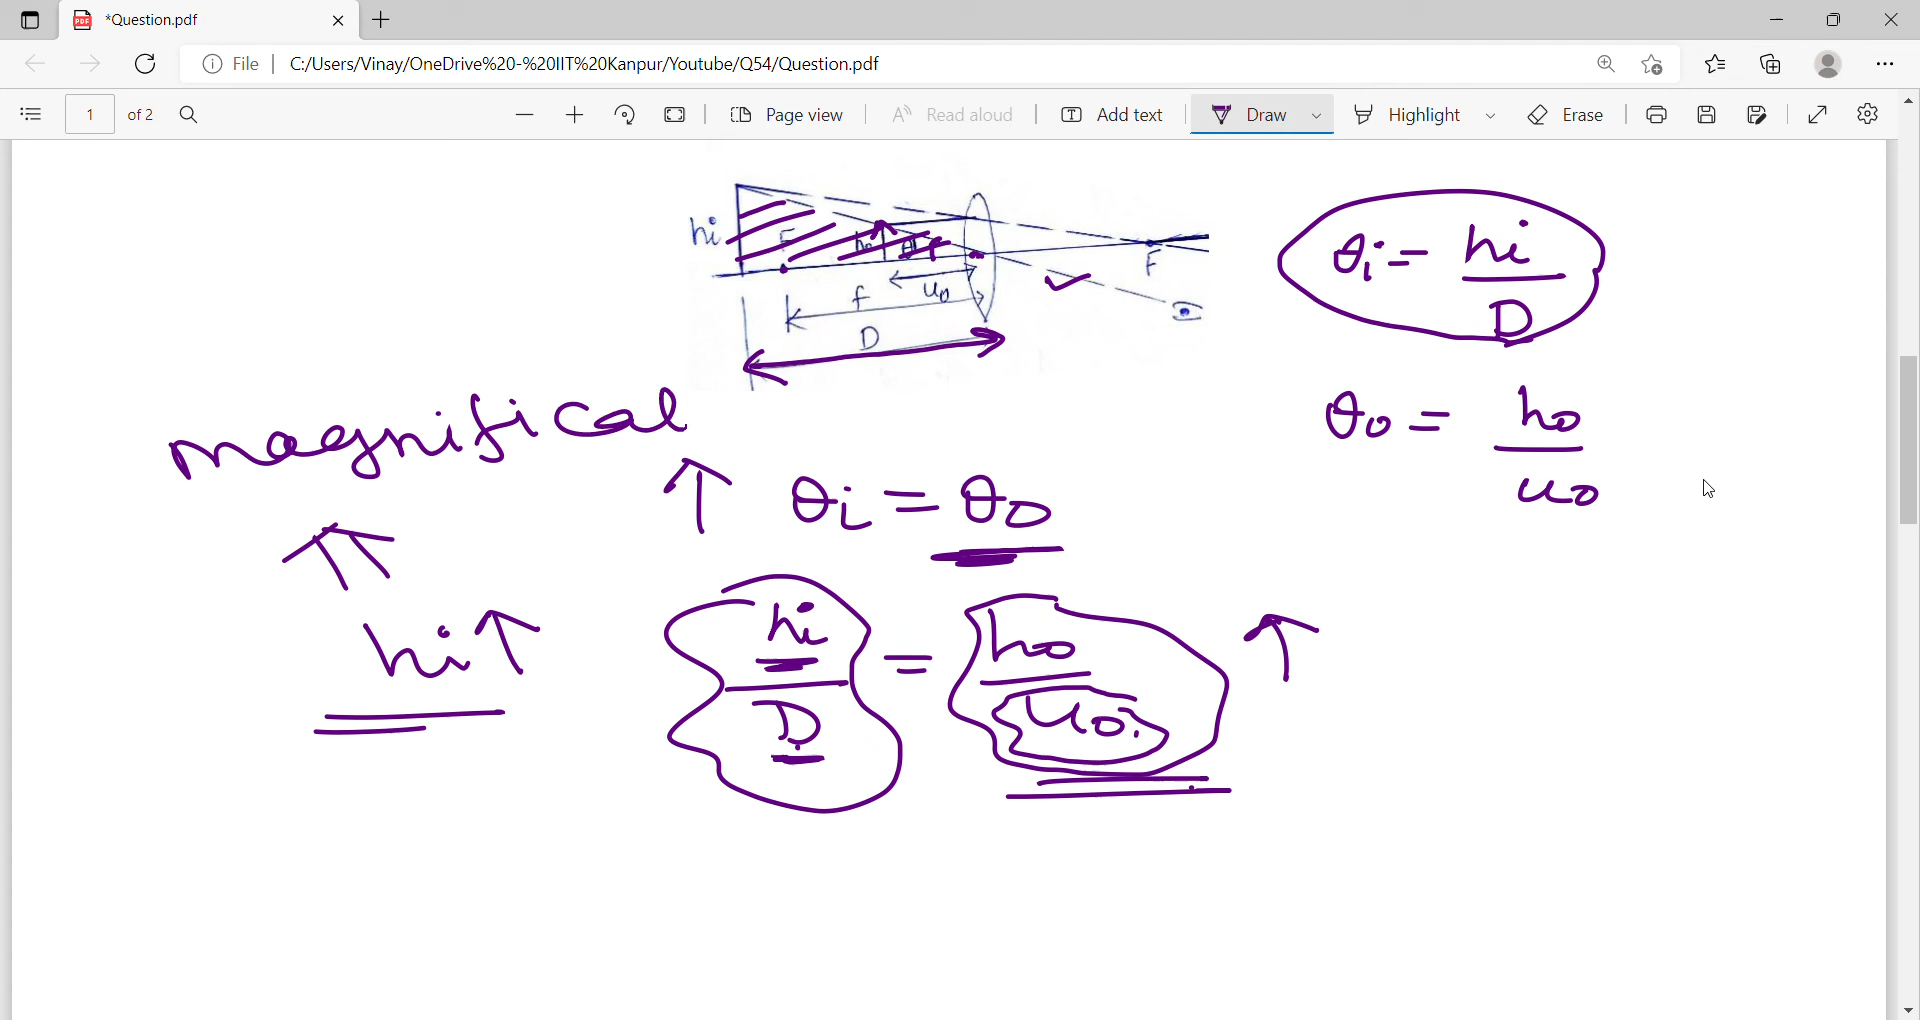 *Question.pdf
File | C:/Users/Vinay/OneDrive%20-%20IIT%20Kanpur/Youtube/Q54/Question.pdf
1 of 2 Page view Read aloud Add text Draw Highlight Erase
hi F ho A
F
f uo
D
θi = hi / D
θo = ho / uo
magnifical
↑ θi = θo
hi ↑
hi / D = ho / uo. ↑